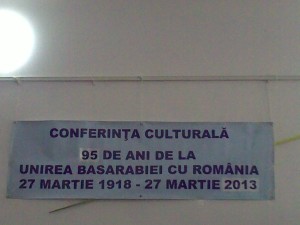 CONFERINȚA CULTURALĂ
95 DE ANI DE LA
UNIREA BASARABIEI CU ROMÂNIA
27 MARTIE 1918 - 27 MARTIE 2013